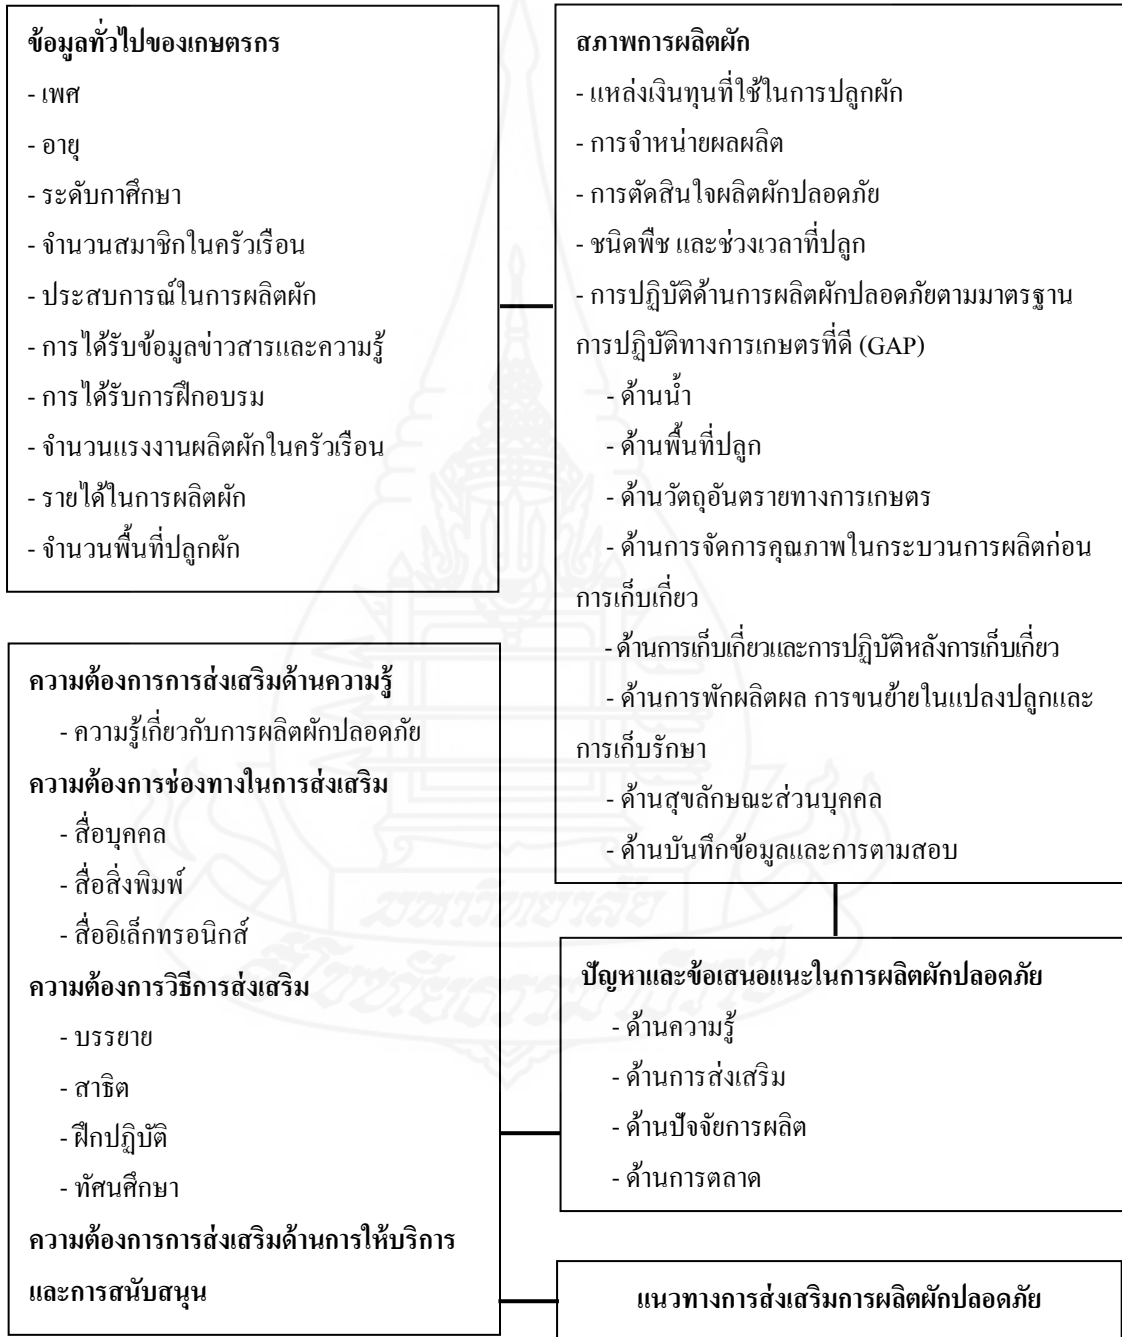 ข้อมูลทั่วไปของเกษตรกร
- เพศ
- อายุ
- ระดับกาศึกษา
- จำนวนสมาชิกในครัวเรือน
- ประสบการณ์ในการผลิตผัก
- การได้รับข้อมูลข่าวสารและความรู้
- การได้รับการฝึกอบรม
- จำนวนแรงงานผลิตผักในครัวเรือน
- รายได้ในการผลิตผัก
- จำนวนพื้นที่ปลูกผัก
สภาพการผลิตผัก
- แหล่งเงินทุนที่ใช้ในการปลูกผัก
- การจำหน่ายผลผลิต
- การตัดสินใจผลิตผักปลอดภัย
- ชนิดพืช และช่วงเวลาที่ปลูก
- การปฏิบัติด้านการผลิตผักปลอดภัยตามมาตรฐาน
การปฏิบัติทางการเกษตรที่ดี (GAP)
- ด้านน้ำ
- ด้านพื้นที่ปลูก
- ด้านวัตถุอันตรายทางการเกษตร
- ด้านการจัดการคุณภาพในกระบวนการผลิตก่อน
การเก็บเกี่ยว
- ด้านการเก็บเกี่ยวและการปฏิบัติหลังการเก็บเกี่ยว
- ด้านการพักผลิตผล การขนย้ายในแปลงปลูกและ
การเก็บรักษา
- ด้านสุขลักษณะส่วนบุคคล
- ด้านบันทึกข้อมูลและการตามสอบ
ความต้องการการส่งเสริมด้านความรู้
- ความรู้เกี่ยวกับการผลิตผักปลอดภัย
ความต้องการช่องทางในการส่งเสริม
- สื่อบุคคล
- สื่อสิ่งพิมพ์
- สื่ออิเล็กทรอนิกส์
ความต้องการวิธีการส่งเสริม
- บรรยาย
- สาธิต
- ฝึกปฏิบัติ
- ทัศนศึกษา
ความต้องการการส่งเสริมด้านการให้บริการ
และการสนับสนุน
ปัญหาและข้อเสนอแนะในการผลิตผักปลอดภัย
- ด้านความรู้
- ด้านการส่งเสริม
- ด้านปัจจัยการผลิต
- ด้านการตลาด
แนวทางการส่งเสริมการผลิตผักปลอดภัย
มหาวิทยาลัย
สุโขทัยธรรมาธิราช